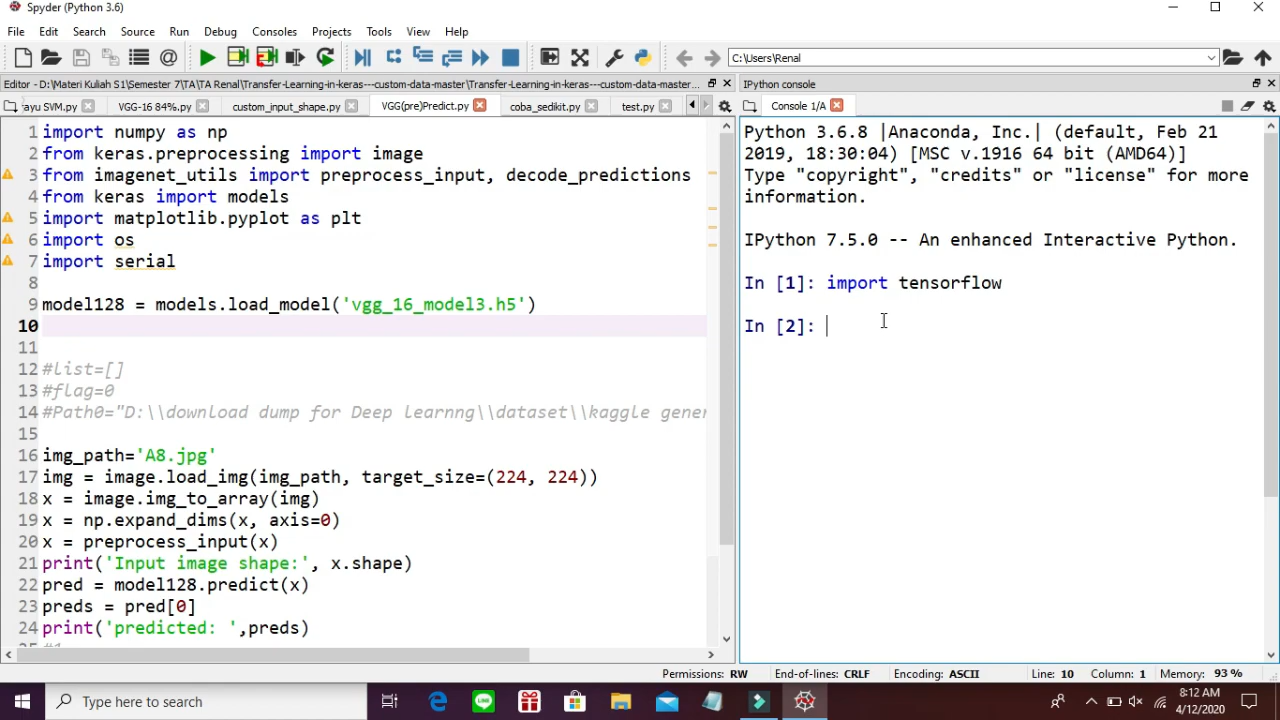 Spyder (Python 3.6)
File Edit Search Source Run Debug Consoles Projects Tools View Help
C:\Users\Renal
Editor - D:\Materi Kuliah S1\Semester 7\TA\TA Renal\Transfer-Learning-in-keras---custom-data-master\Transfer-Learning-in-keras---custom-data-master...
IPython console
ayu SVM.py VGG-16 84%.py custom_input_shape.py VGG(pre)Predict.py coba_sedikit.py test.py
Console 1/A
1 import numpy as np
2 from keras.preprocessing import image
3 from imagenet_utils import preprocess_input, decode_predictions
4 from keras import models
5 import matplotlib.pyplot as plt
6 import os
7 import serial
8
9 model128 = models.load_model('vgg_16_model3.h5')
10
11
12 #list=[]
13 #flag=0
14 #Path0="D:\\download dump for Deep learnng\\dataset\\kaggle gener
15
16 img_path='A8.jpg'
17 img = image.load_img(img_path, target_size=(224, 224))
18 x = image.img_to_array(img)
19 x = np.expand_dims(x, axis=0)
20 x = preprocess_input(x)
21 print('Input image shape:', x.shape)
22 pred = model128.predict(x)
23 preds = pred[0]
24 print('predicted: ',preds)
Python 3.6.8 |Anaconda, Inc.| (default, Feb 21
2019, 18:30:04) [MSC v.1916 64 bit (AMD64)]
Type "copyright", "credits" or "license" for more
information.
IPython 7.5.0 -- An enhanced Interactive Python.
In [1]: import tensorflow
In [2]:
Permissions: RW End-of-lines: CRLF Encoding: ASCII Line: 10 Column: 1 Memory: 93 %
Type here to search
8:12 AM
4/12/2020